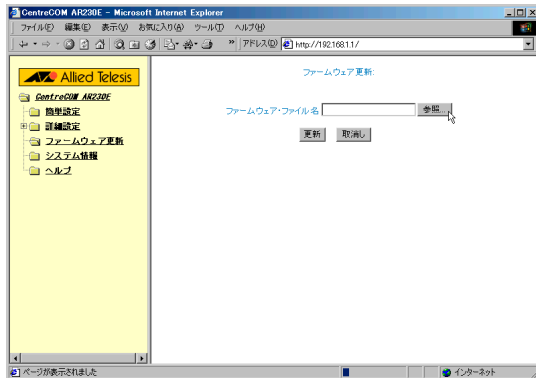 CentreCOM AR230E - Microsoft Internet Explorer
ファイル(F) 編集(E) 表示(V) お気に入り(A) ツール(T) ヘルプ(H)
» アドレス(D) http://192.168.1.1/
Allied Telesis
CentreCOM AR230E
簡単設定
詳細設定
ファームウェア更新
システム情報
ヘルプ
ファームウェア更新:
ファームウェア・ファイル名 参照...
更新 取消し
ページが表示されました インターネット